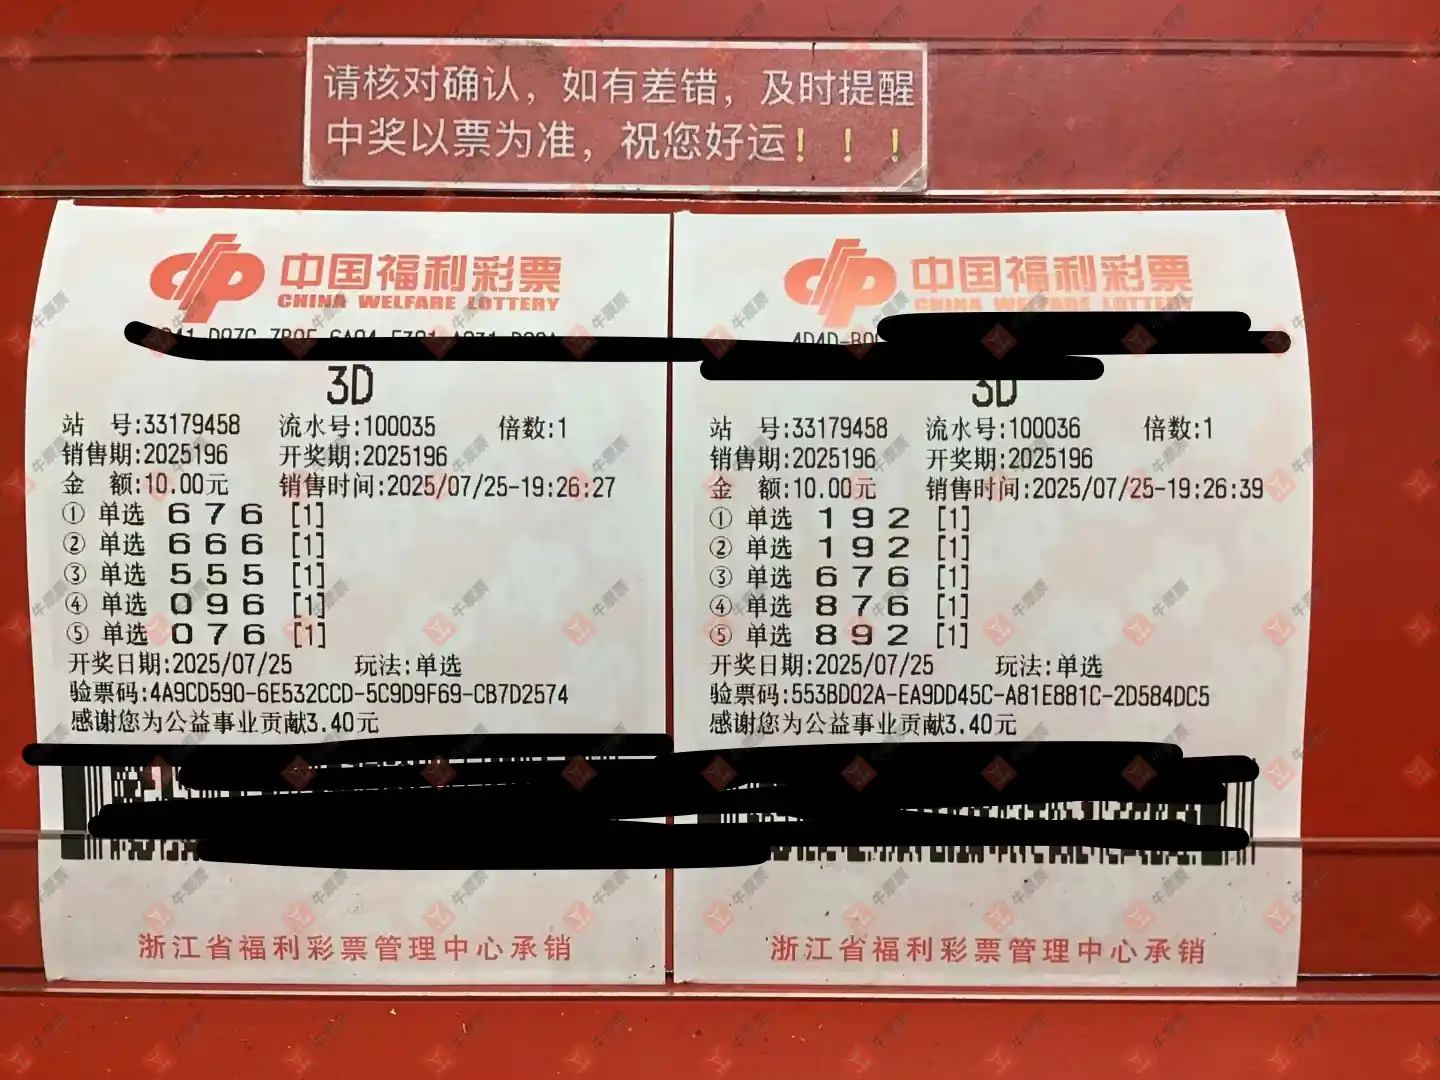 请核对确认，如有差错，及时提醒
中奖以票为准，祝您好运！！！
中国福利彩票
CHINA WELFARE LOTTERY
3D
站 号:33179458 流水号:100035 倍数:1
销售期:2025196 开奖期:2025196
金 额:10.00元 销售时间:2025/07/25-19:26:27
① 单选 6 7 6 [1]
② 单选 6 6 6 [1]
③ 单选 5 5 5 [1]
④ 单选 0 9 6 [1]
⑤ 单选 0 7 6 [1]
开奖日期:2025/07/25 玩法:单选
验票码:4A9CD590-6E532CCD-5C9D9F69-CB7D2574
感谢您为公益事业贡献3.40元
浙江省福利彩票管理中心承销
中国福利彩票
CHINA WELFARE LOTTERY
3D
站 号:33179458 流水号:100036 倍数:1
销售期:2025196 开奖期:2025196
金 额:10.00元 销售时间:2025/07/25-19:26:39
① 单选 1 9 2 [1]
② 单选 1 9 2 [1]
③ 单选 6 7 6 [1]
④ 单选 8 7 6 [1]
⑤ 单选 8 9 2 [1]
开奖日期:2025/07/25 玩法:单选
验票码:553BD02A-EA9DD45C-A81E881C-2D584DC5
感谢您为公益事业贡献3.40元
浙江省福利彩票管理中心承销